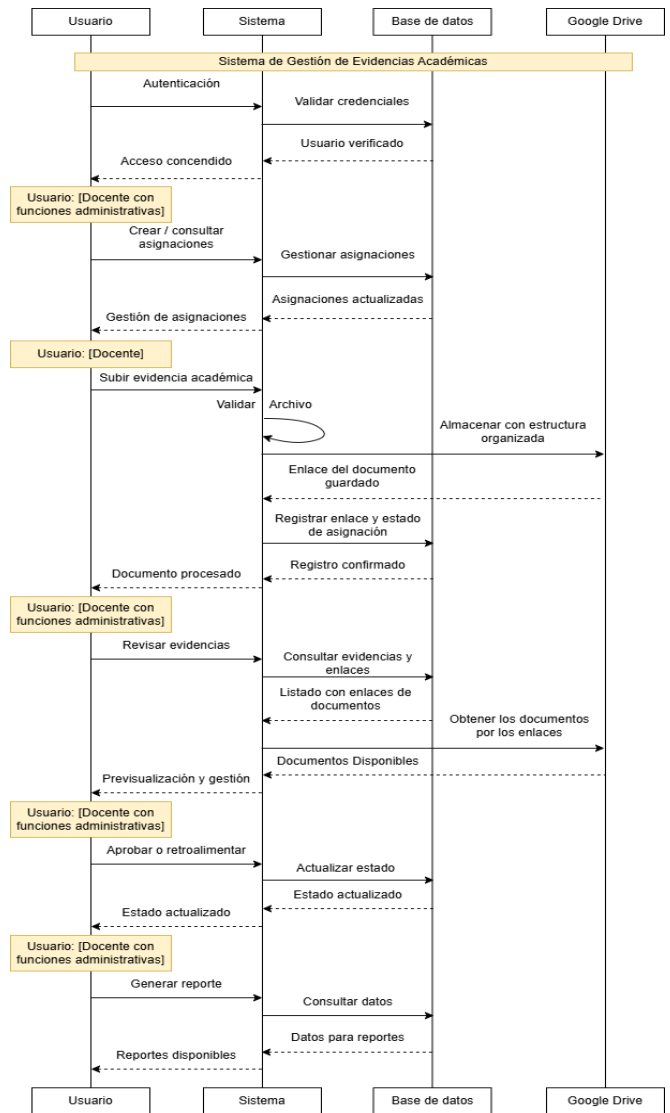 Usuario
Sistema
Base de datos
Google Drive
Sistema de Gestión de Evidencias Académicas
Autenticación
Validar credenciales
Usuario verificado
Acceso concendido
Usuario: [Docente con
funciones administrativas]
Crear / consultar
asignaciones
Gestionar asignaciones
Asignaciones actualizadas
Gestión de asignaciones
Usuario: [Docente]
Subir evidencia académica
Validar Archivo
Almacenar con estructura
organizada
Enlace del documento
guardado
Registrar enlace y estado
de asignación
Registro confirmado
Documento procesado
Usuario: [Docente con
funciones administrativas]
Revisar evidencias
Consultar evidencias y
enlaces
Listado con enlaces de
documentos
Obtener los documentos
por los enlaces
Documentos Disponibles
Previsualización y gestión
Usuario: [Docente con
funciones administrativas]
Aprobar o retroalimentar
Actualizar estado
Estado actualizado
Estado actualizado
Usuario: [Docente con
funciones administrativas]
Generar reporte
Consultar datos
Datos para reportes
Reportes disponibles
Usuario
Sistema
Base de datos
Google Drive